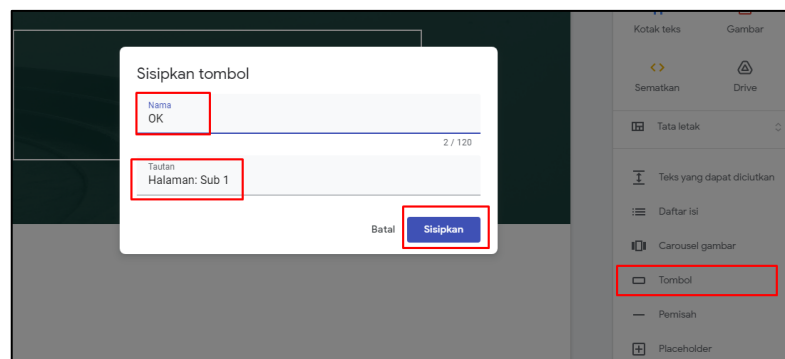 Sisipkan tombol
Nama
OK
2 / 120
Tautan
Halaman: Sub 1
Batal
Sisipkan
Kotak teks
Gambar
Sematkan
Drive
Tata letak
Teks yang dapat diciutkan
Daftar isi
Carousel gambar
Tombol
Pemisah
Placeholder